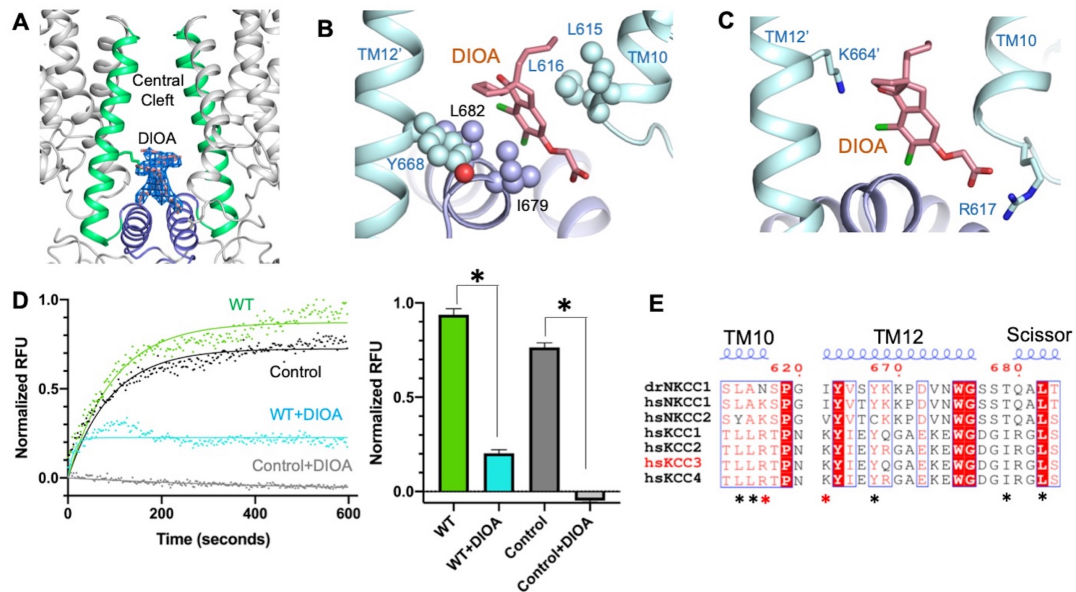 A
Central
Cleft
DIOA
B
TM12'
DIOA
L615
L616
TM10
L682
Y668
I679
C
TM12'
K664'
TM10
DIOA
R617
D
Normalized RFU
1.0
0.5
0.0
0
200
400
600
Time (seconds)
WT
Control
WT+DIOA
Control+DIOA
Normalized RFU
1.0
0.5
0.0
*
*
WT
WT+DIOA
Control
Control+DIOA
E
TM10 TM12 Scissor
620 670 680
drNKCC1 SLANSPG IYVSYKKPDVNWGSSTQALT
hsNKCC1 SLAKSPG IYVTYKKPDVNWGSSTQALT
hsNKCC2 SYAKSPG IYVTCKKPEVNWGSSTQALS
hsKCC1 TLLRTPN KYIEYQGAEKEWGDGIRGLS
hsKCC2 TLLRTPN KYIEYRGAEKEWGDGIRGLS
hsKCC3 TLLRTPN KYIEYQGAEKEWGDGIRGLS
hsKCC4 TLLRTPN KYIEYRGAEKEWGDGIRGLS
* * * * * * *